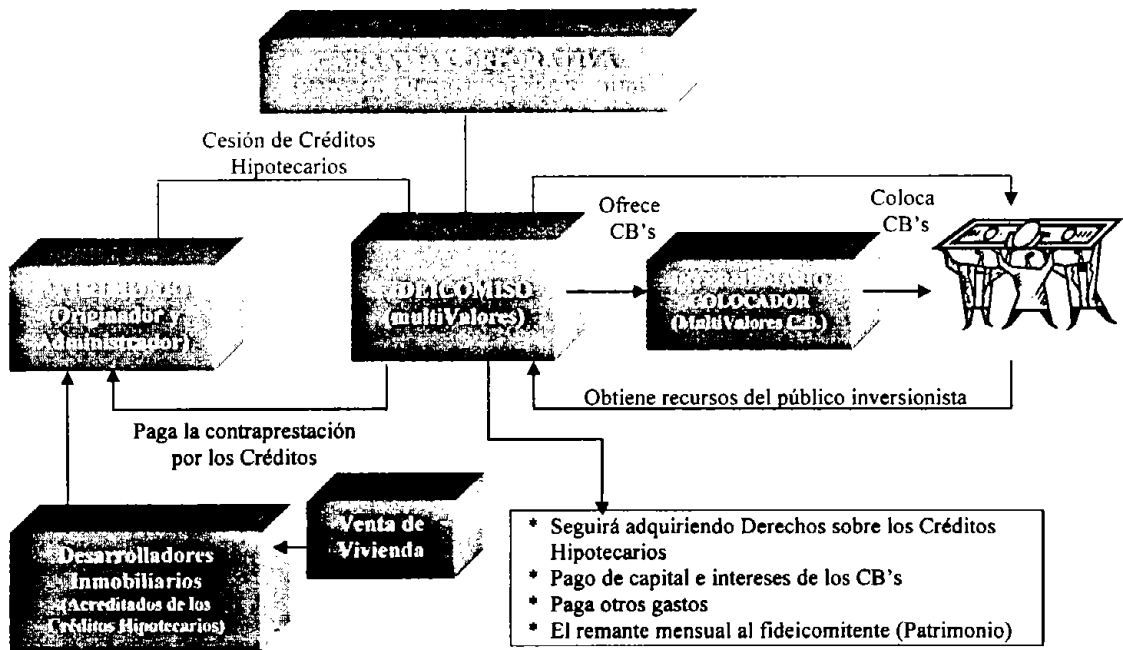 GARANTIA CORPORATIVA
Cesión de Créditos
Hipotecarios
Ofrece
CB's
Coloca
CB's
PATRIMONIO
(Originador y
Administrador)
FIDEICOMISO
(multiValores)
COLOCADOR
(MultiValores C.B.)
Obtiene recursos del público inversionista
Paga la contraprestación
por los Créditos
Venta de
Vivienda
Desarrolladores
Inmobiliarios
(Acreditados de los
Créditos Hipotecarios)
* Seguirá adquiriendo Derechos sobre los Créditos
Hipotecarios
* Pago de capital e intereses de los CB's
* Paga otros gastos
* El remante mensual al fideicomitente (Patrimonio)